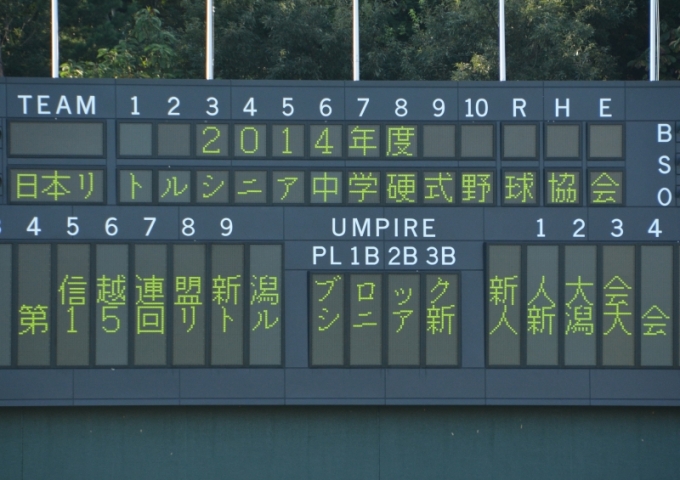 TEAM 1 2 3 4 5 6 7 8 9 10 R H E
2014年度
B
日本リトルシニア中学硬式野球協会
S
O
4 5 6 7 8 9 UMPIRE 1 2 3 4
PL 1B 2B 3B
信越連盟新潟ブロック新人大会
第15回リトルシニア新人新潟大会